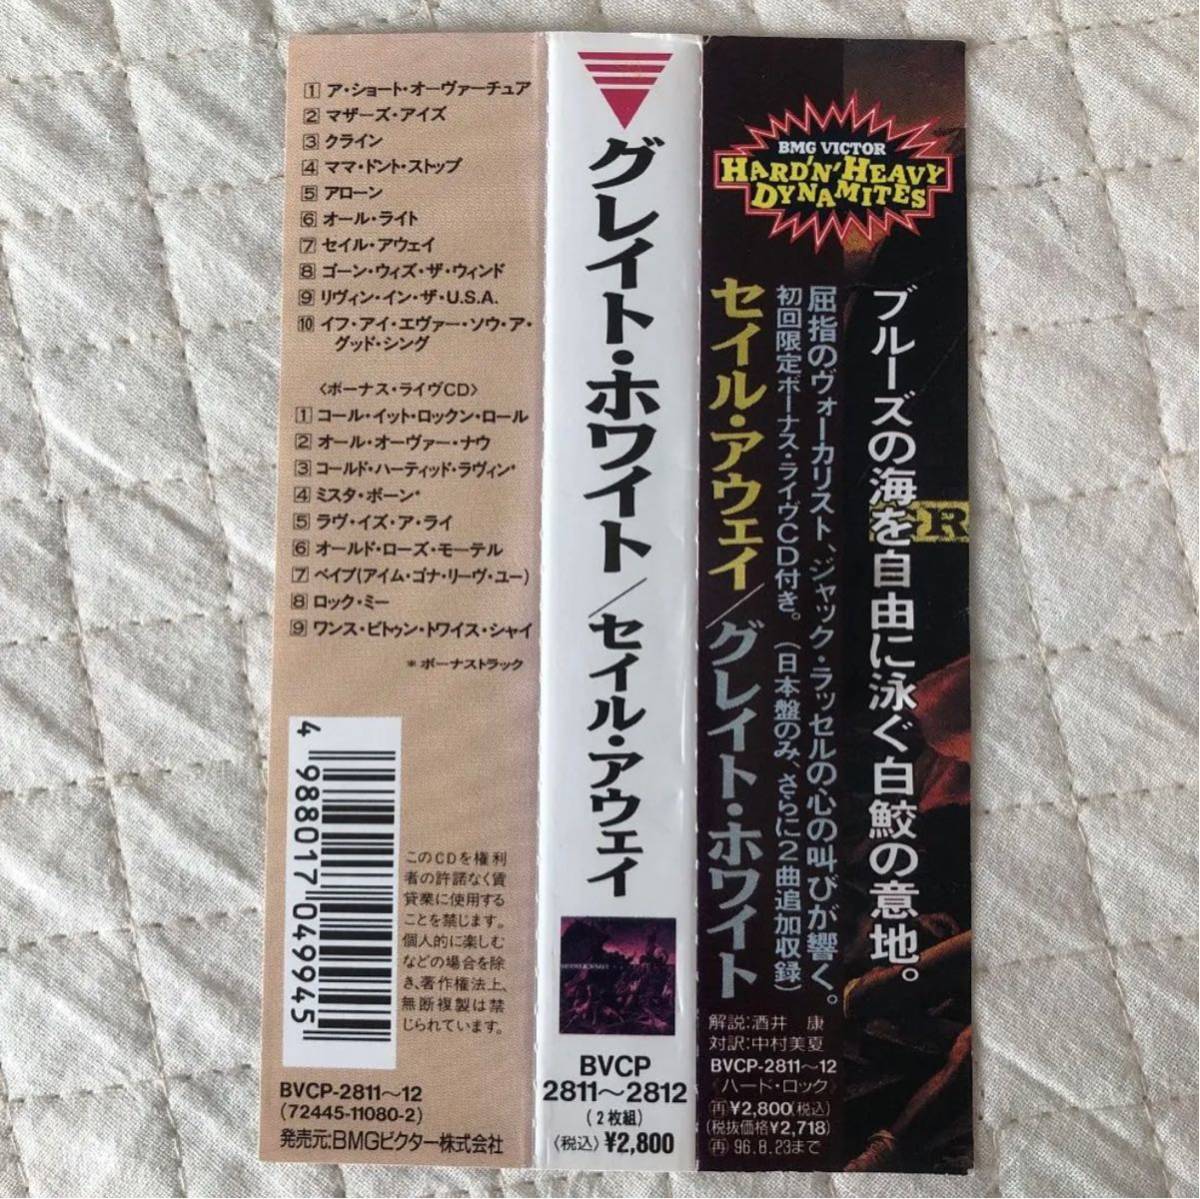 1 ア・ショート・オーヴァーチュア
2 マザーズ・アイズ
3 クライン
4 ママ・ドント・ストップ
5 アローン
6 オール・ライト
7 セイル・アウェイ
8 ゴーン・ウィズ・ザ・ウィンド
9 リヴィン・イン・ザ・U.S.A.
10 イフ・アイ・エヴァー・ソウ・ア・
グッド・シング
〈ボーナス・ライヴCD〉
1 コール・イット・ロックン・ロール
2 オール・オーヴァー・ナウ
3 コールド・ハーティッド・ラヴィン*
4 ミスタ・ボーン*
5 ラヴ・イズ・ア・ライ
6 オールド・ローズ・モーテル
7 ベイブ(アイム・ゴナ・リーヴ・ユー)
8 ロック・ミー
9 ワンス・ビトゥン・トワイス・シャイ
*ボーナストラック
4 988017 049945
このCDを権利
者の許諾なく賃
貸業に使用する
ことを禁じます。
個人的に楽しむ
などの場合を除
き、著作権法上、
無断複製は禁
じられています。
BVCP-2811〜12
(72445-11080-2)
発売元:BMGビクター株式会社
グレイト・ホワイト/セイル・アウェイ
BVCP
2811〜2812
(2枚組)
〈税込〉¥2,800
BMG VICTOR
HARD'N'HEAVY
DYNAMITES
ブルーズの海を自由に泳ぐ白鮫の意地。
屈指のヴォーカリスト、ジャック・ラッセルの心の叫びが響く。
初回限定ボーナス・ライヴCD付き。(日本盤のみ、さらに2曲追加収録)
セイル・アウェイ/グレイト・ホワイト
解説:酒井 康
対訳:中村美夏
BVCP-2811〜12
《ハード・ロック》
再¥2,800(税込)
(税抜価格¥2,718)
再96.8.23まで